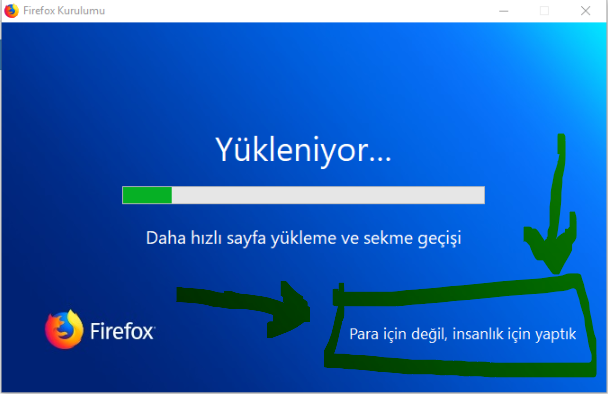 Firefox Kurulumu
Yükleniyor...
Daha hızlı sayfa yükleme ve sekme geçişi
Firefox
Para için değil, insanlık için yaptık